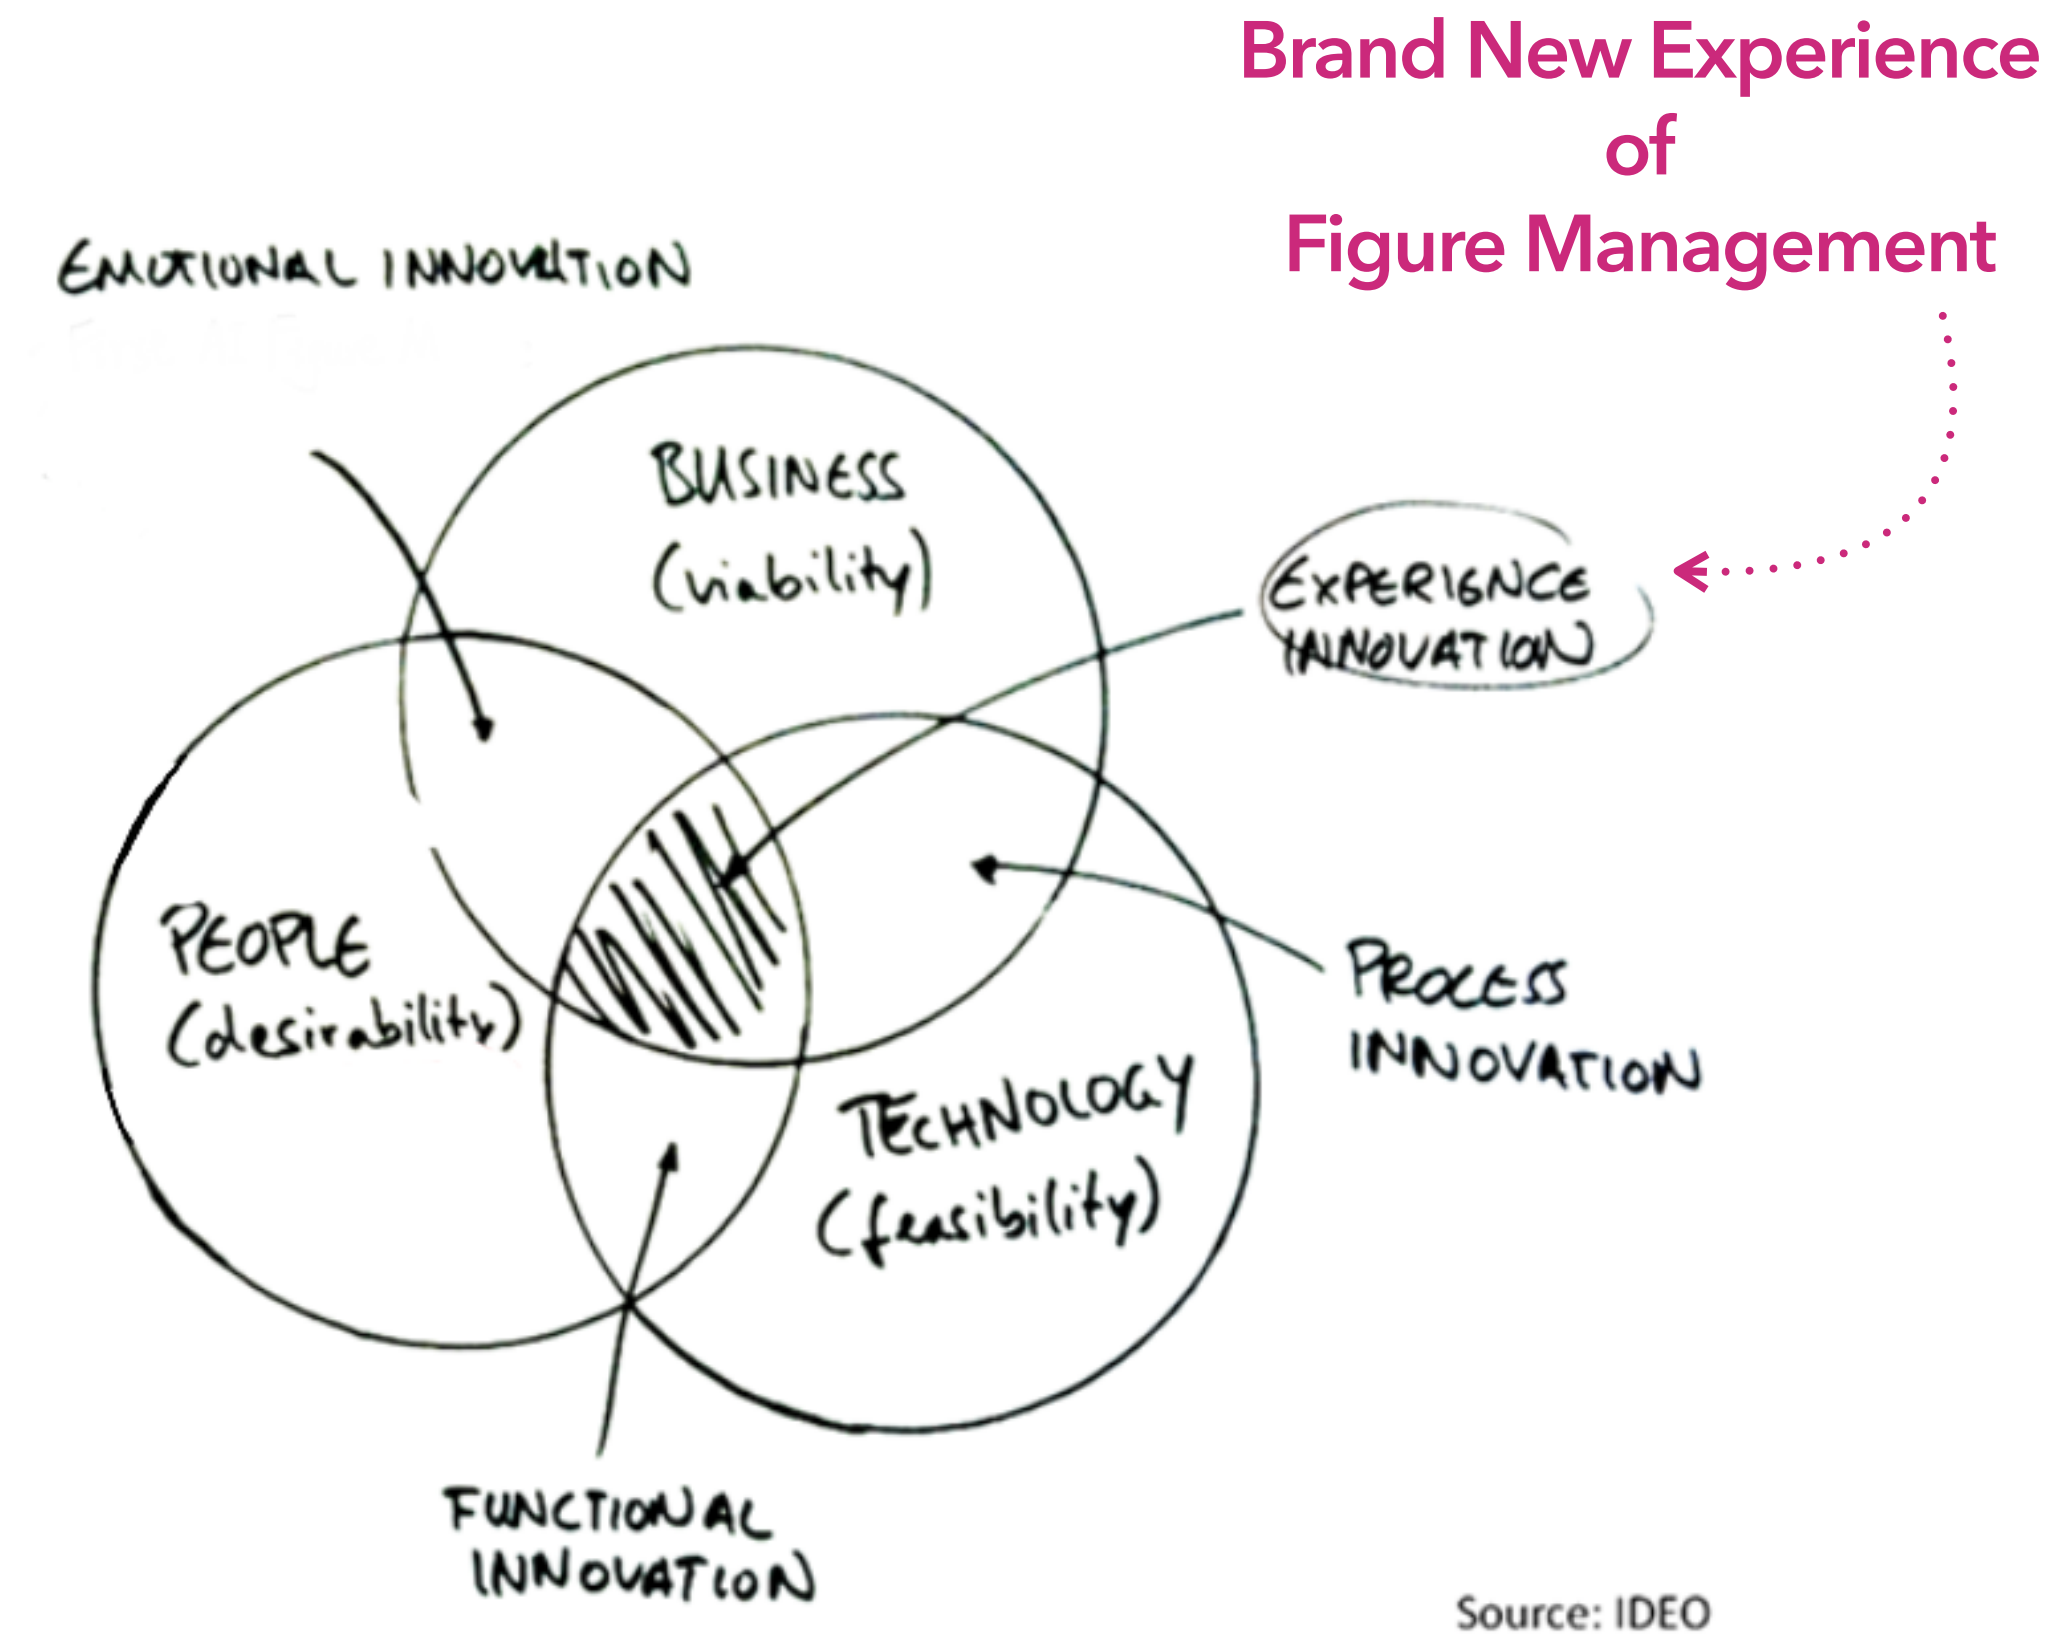 Brand New Experience
of
Figure Management
EMOTIONAL INNOVATION
BUSINESS
(viability)
EXPERIENCE
INNOVATION
PEOPLE
(desirability)
PROCESS
INNOVATION
TECHNOLOGY
(feasibility)
FUNCTIONAL
INNOVATION
Source: IDEO